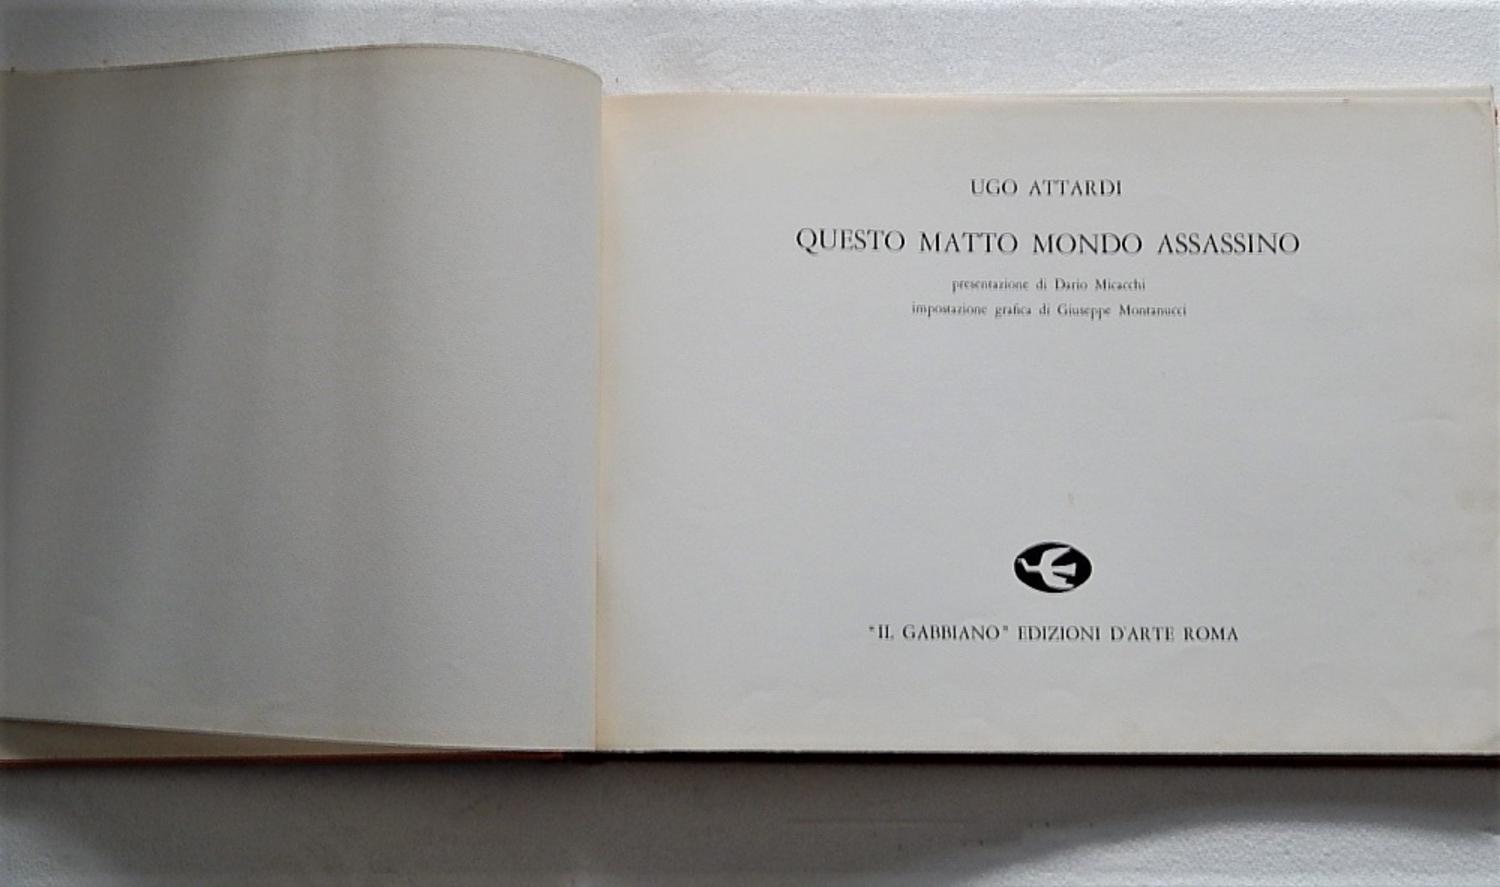 UGO ATTARDI
QUESTO MATTO MONDO ASSASSINO
presentazione di Dario Micacchi
impostazione grafica di Giuseppe Montanucci
"IL GABBIANO" EDIZIONI D'ARTE ROMA